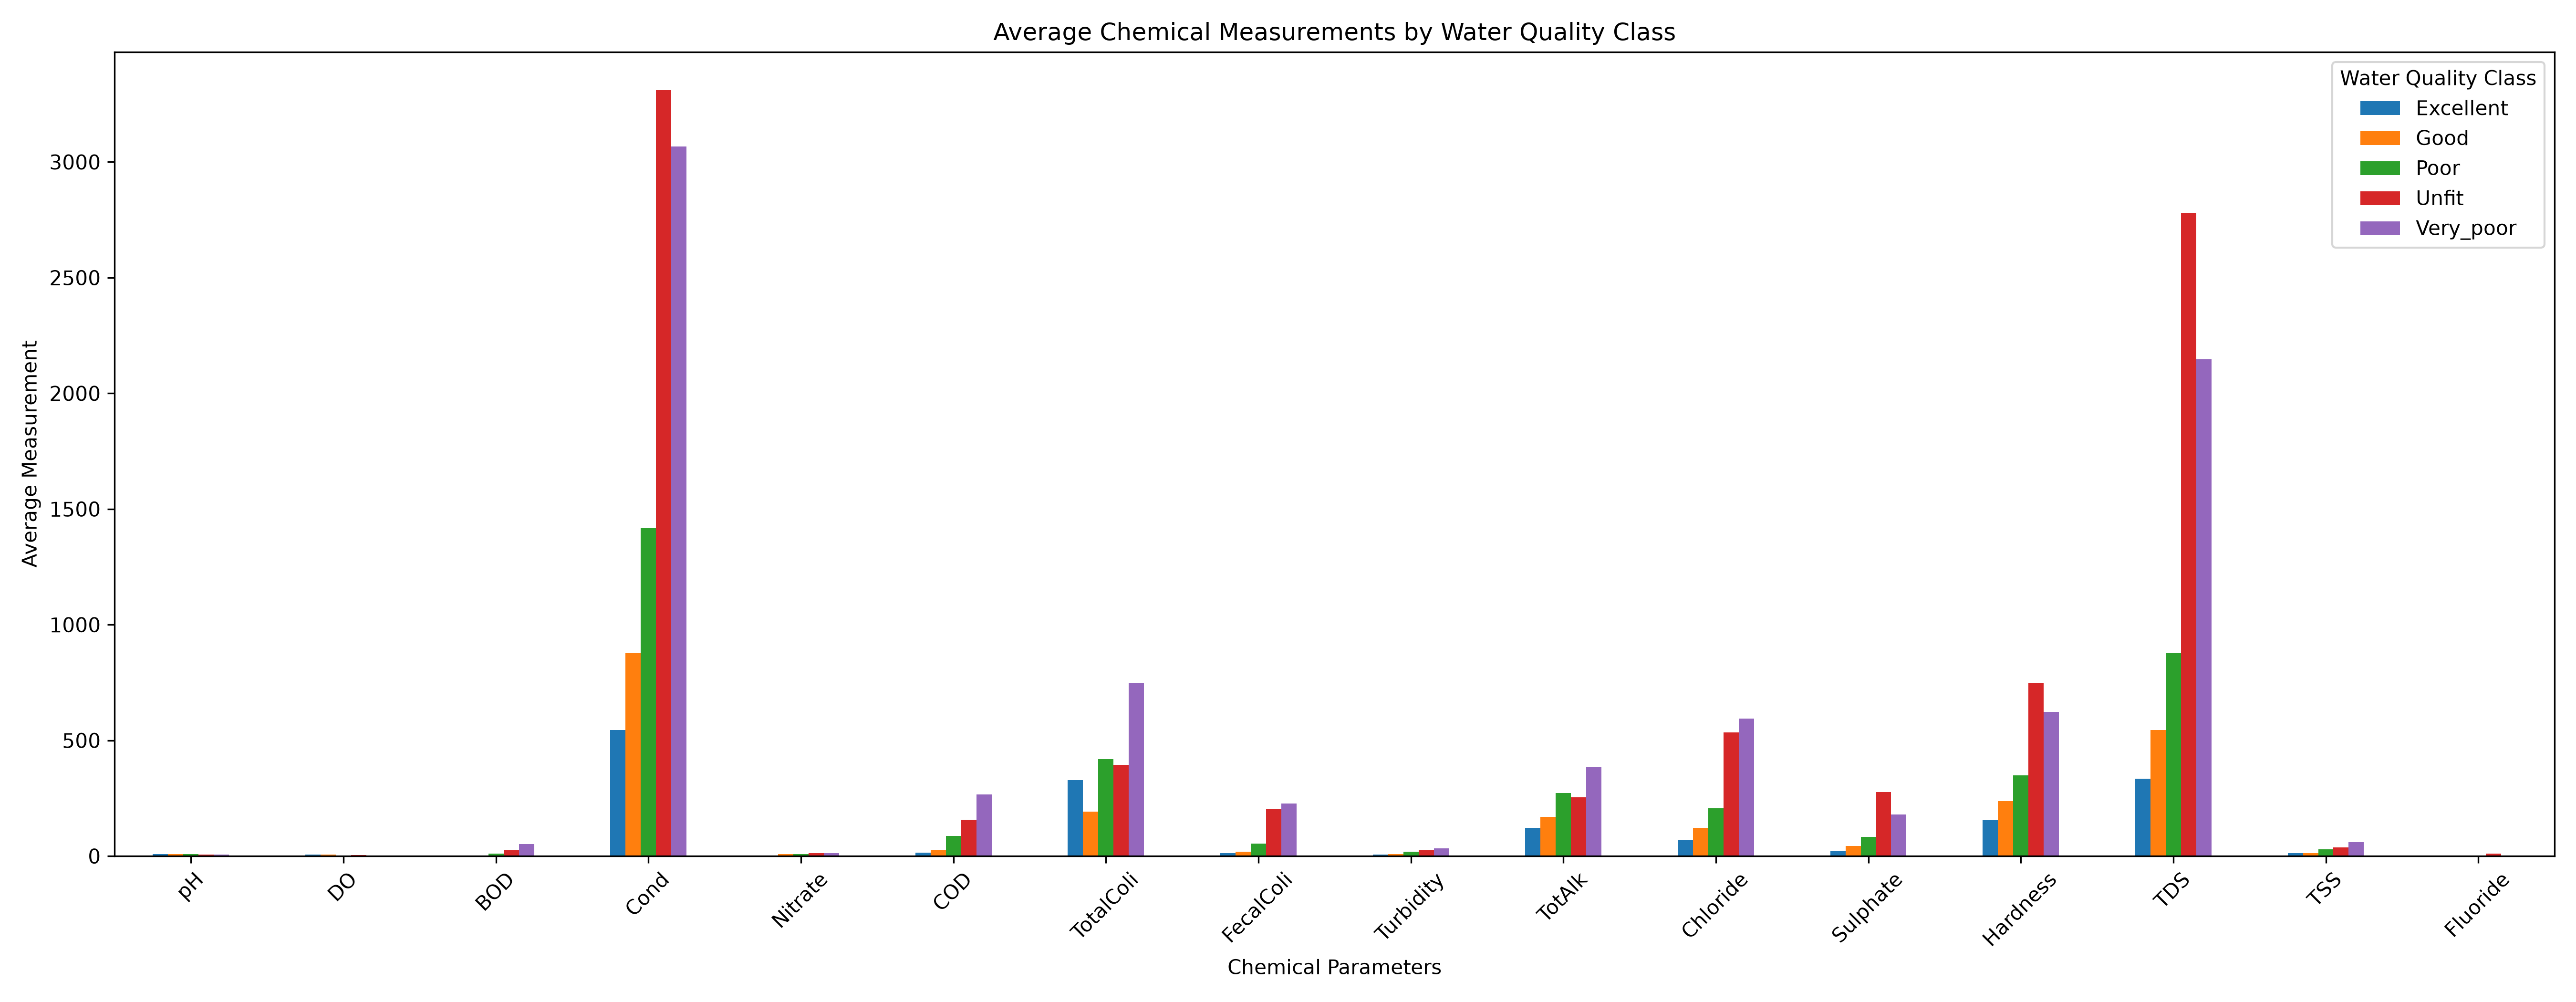 Average Chemical Measurements by Water Quality Class
Water Quality Class
Excellent
Good
Poor
Unfit
Very_poor
Average Measurement
3000
2500
2000
1500
1000
500
0
pH
DO
BOD
Cond
Nitrate
COD
TotalColi
FecalColi
Turbidity
TotAlk
Chloride
Sulphate
Hardness
TDS
TSS
Fluoride
Chemical Parameters